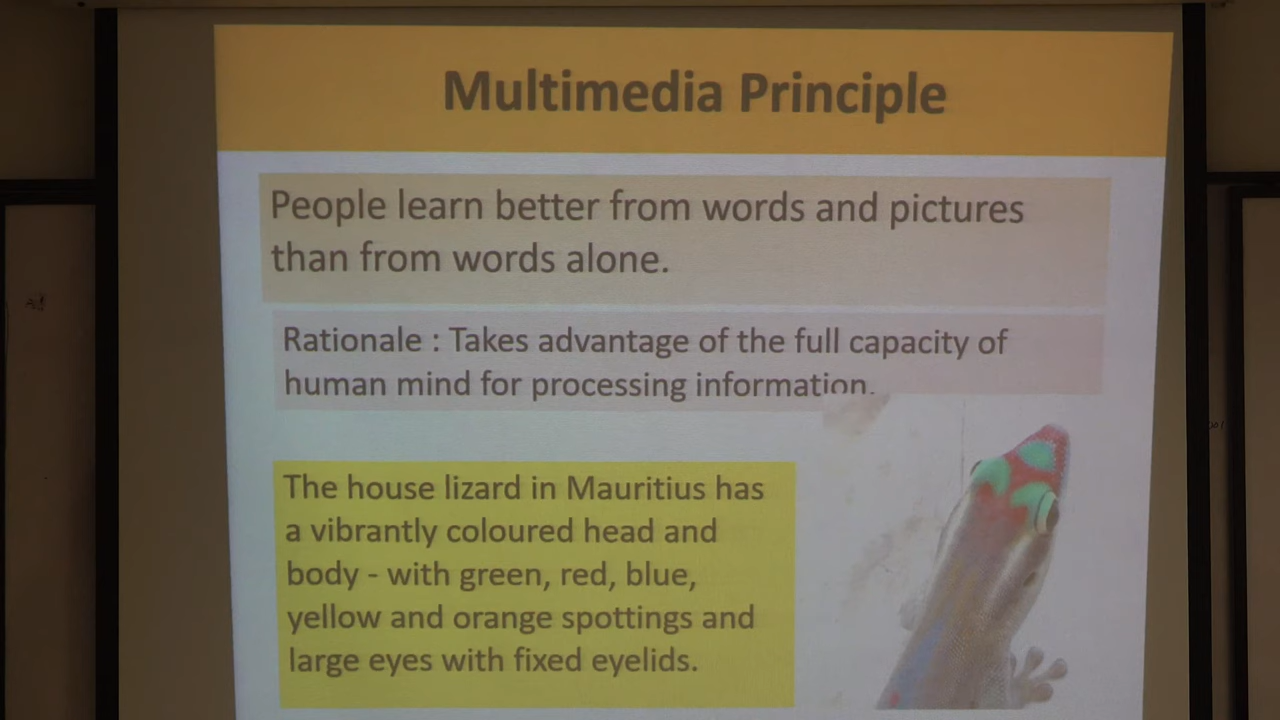 Multimedia Principle
People learn better from words and pictures
than from words alone.
Rationale : Takes advantage of the full capacity of
human mind for processing information.
The house lizard in Mauritius has
a vibrantly coloured head and
body - with green, red, blue,
yellow and orange spottings and
large eyes with fixed eyelids.